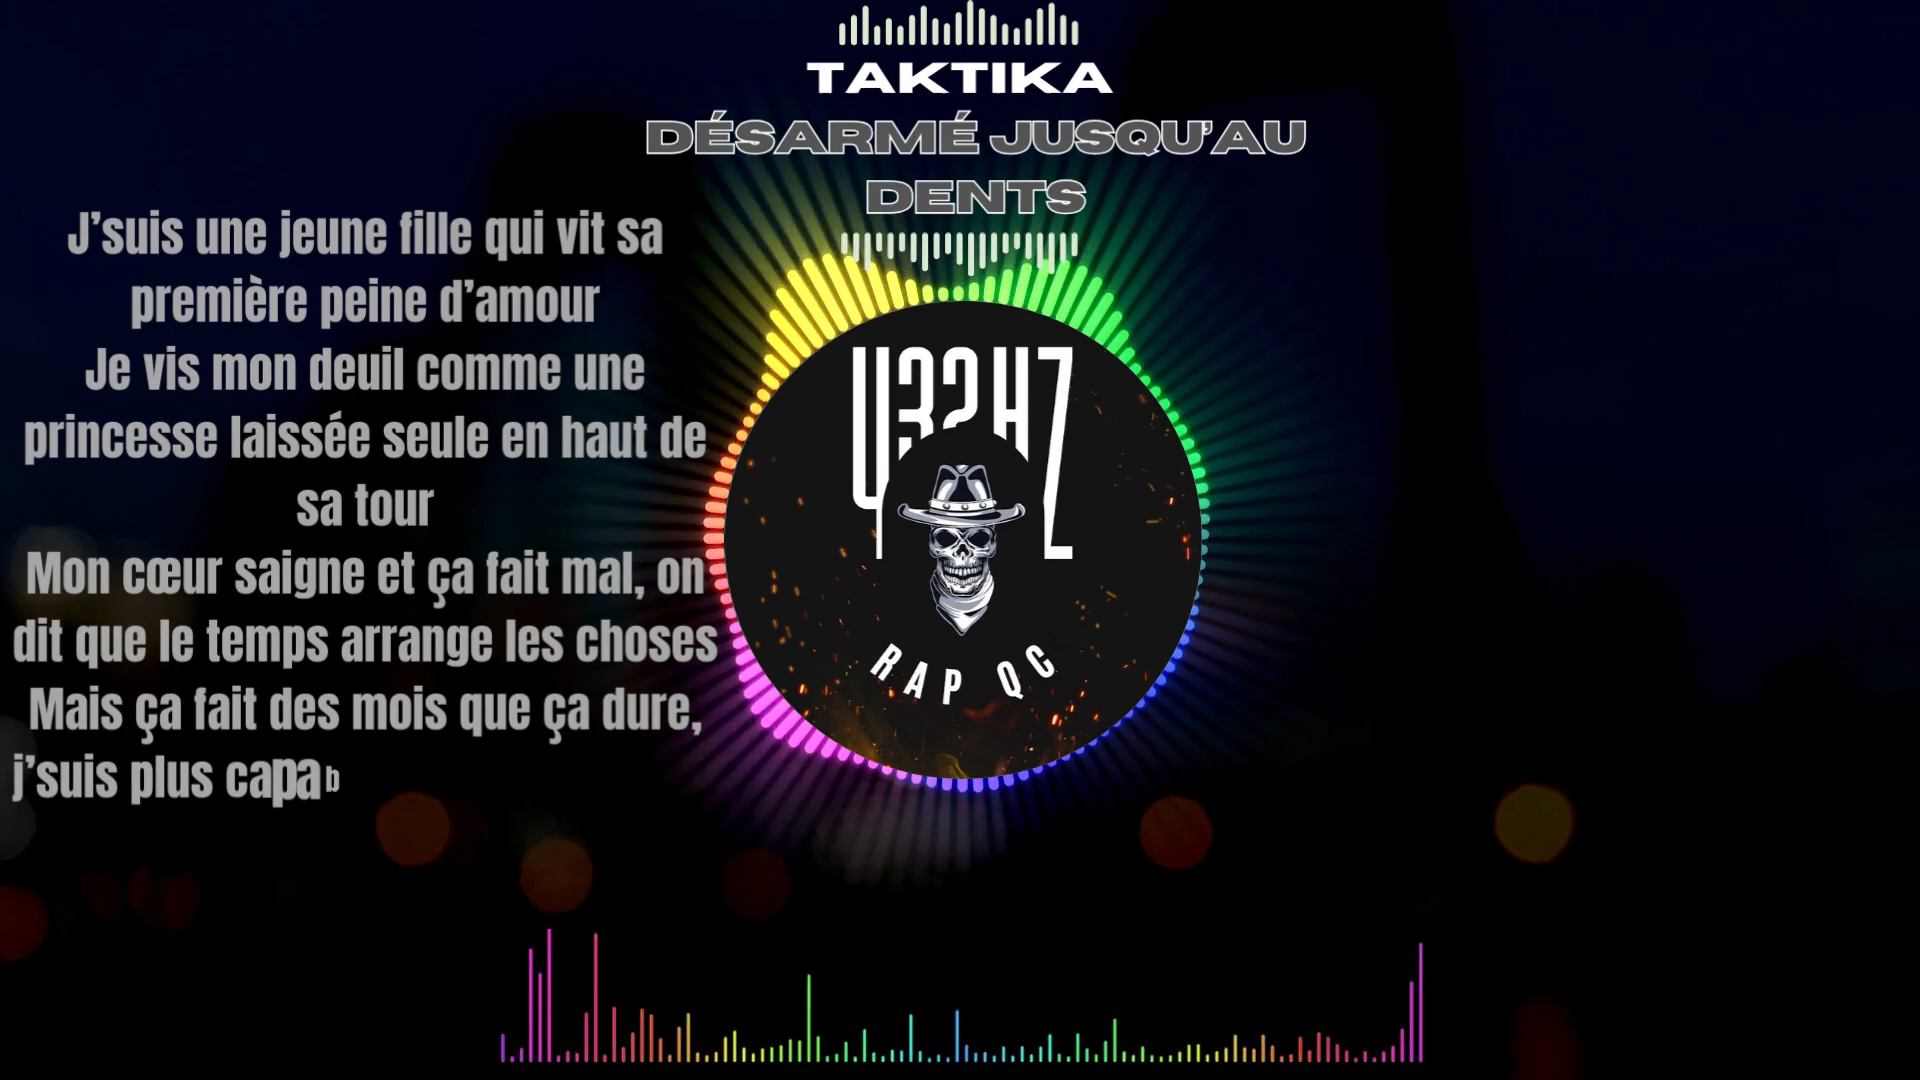 TAKTIKA
DÉSARMÉ JUSQU'AU
DENTS
J'suis une jeune fille qui vit sa
première peine d'amour
Je vis mon deuil comme une
princesse laissée seule en haut de
sa tour
Mon cœur saigne et ça fait mal, on
dit que le temps arrange les choses
Mais ça fait des mois que ça dure,
j'suis plus capab
432HZ
RAP QC